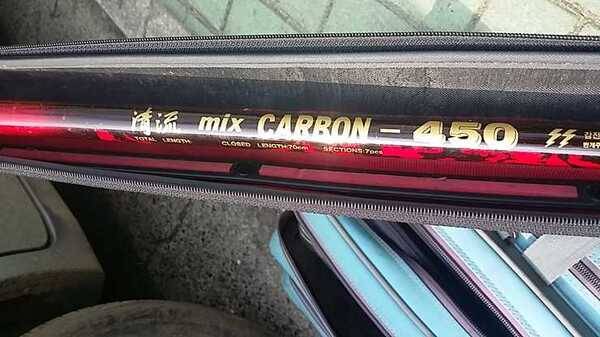 清流 mix CARBON - 450
TOTAL LENGTH: CLOSED LENGTH:70cm SECTIONS:7pcs